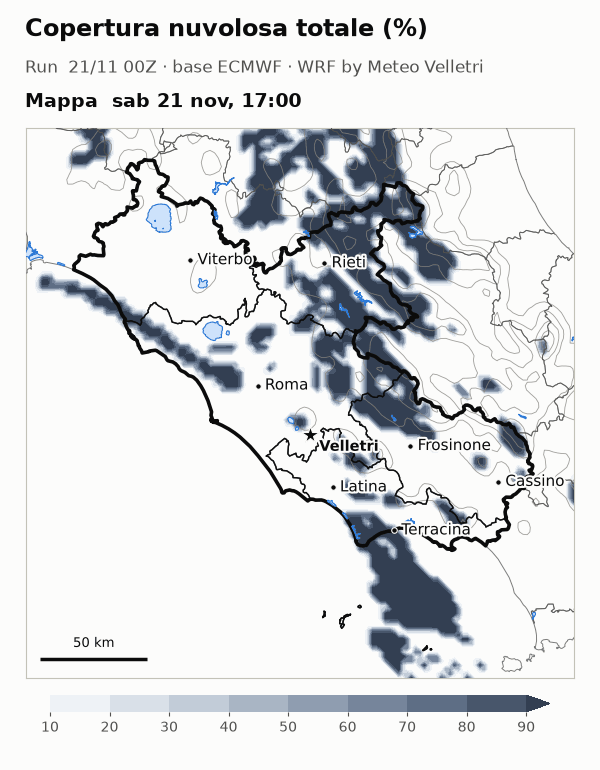 Copertura nuvolosa totale (%)
Run 21/11 00Z · base ECMWF · WRF by Meteo Velletri
Mappa sab 21 nov, 17:00
Viterbo
Rieti
Roma
Velletri
Frosinone
Latina
Cassino
Terracina
50 km
10 20 30 40 50 60 70 80 90